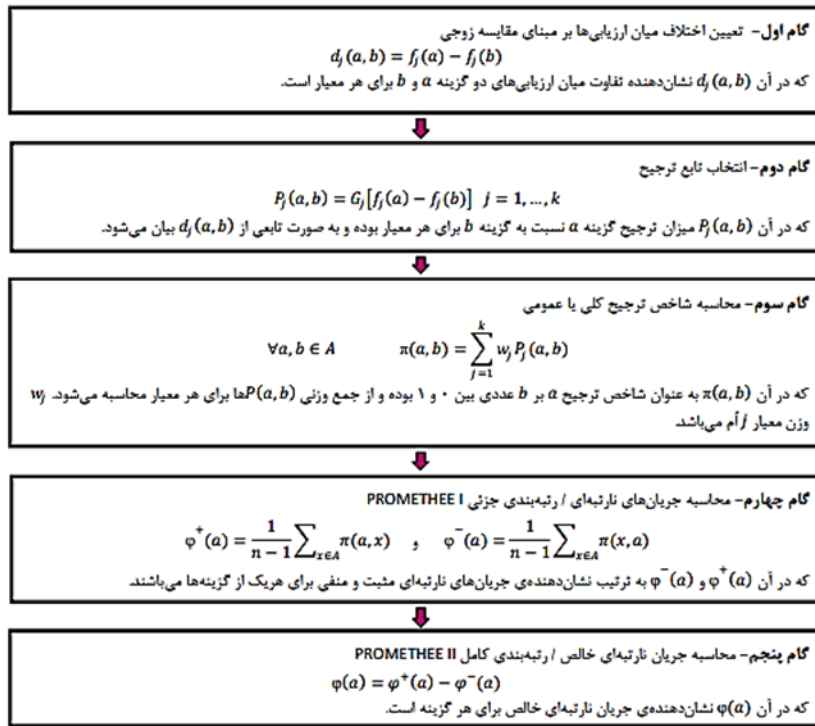 گام اول- تعیین اختلاف میان ارزیابی‌ها بر مبنای مقایسه زوجی
d_j(a, b) = f_j(a) − f_j(b)
که در آن d_j(a, b) نشان‌دهنده تفاوت میان ارزیابی‌های دو گزینه a و b برای هر معیار است.
گام دوم- انتخاب تابع ترجیح
P_j(a, b) = G_j[f_j(a) − f_j(b)] j = 1, ..., k
که در آن P_j(a, b) میزان ترجیح گزینه a نسبت به گزینه b برای هر معیار بوده و به صورت تابعی از d_j(a, b) بیان می‌شود.
گام سوم- محاسبه شاخص ترجیح کلی یا عمومی
∀a, b ∈ A π(a, b) = ∑_{j=1}^{k} w_j P_j(a, b)
که در آن π(a, b) به عنوان شاخص ترجیح a بر b عددی بین ۰ و ۱ بوده و از جمع وزنی P(a, b)ها برای هر معیار محاسبه می‌شود. w_j
وزن معیار j اُم می‌باشد.
گام چهارم- محاسبه جریان‌های نارتبه‌ای / رتبه‌بندی جزئی PROMETHEE I
φ⁺(a) = \frac{1}{n − 1} ∑_{x∈A} π(a, x) , φ⁻(a) = \frac{1}{n − 1} ∑_{x∈A} π(x, a)
که در آن φ⁺(a) و φ⁻(a) به ترتیب نشان‌دهنده‌ی جریان‌های نارتبه‌ای مثبت و منفی برای هریک از گزینه‌ها می‌باشند.
گام پنجم- محاسبه جریان نارتبه‌ای خالص / رتبه‌بندی کامل PROMETHEE II
φ(a) = φ⁺(a) − φ⁻(a)
که در آن φ(a) نشان‌دهنده‌ی جریان نارتبه‌ای خالص برای هر گزینه است.